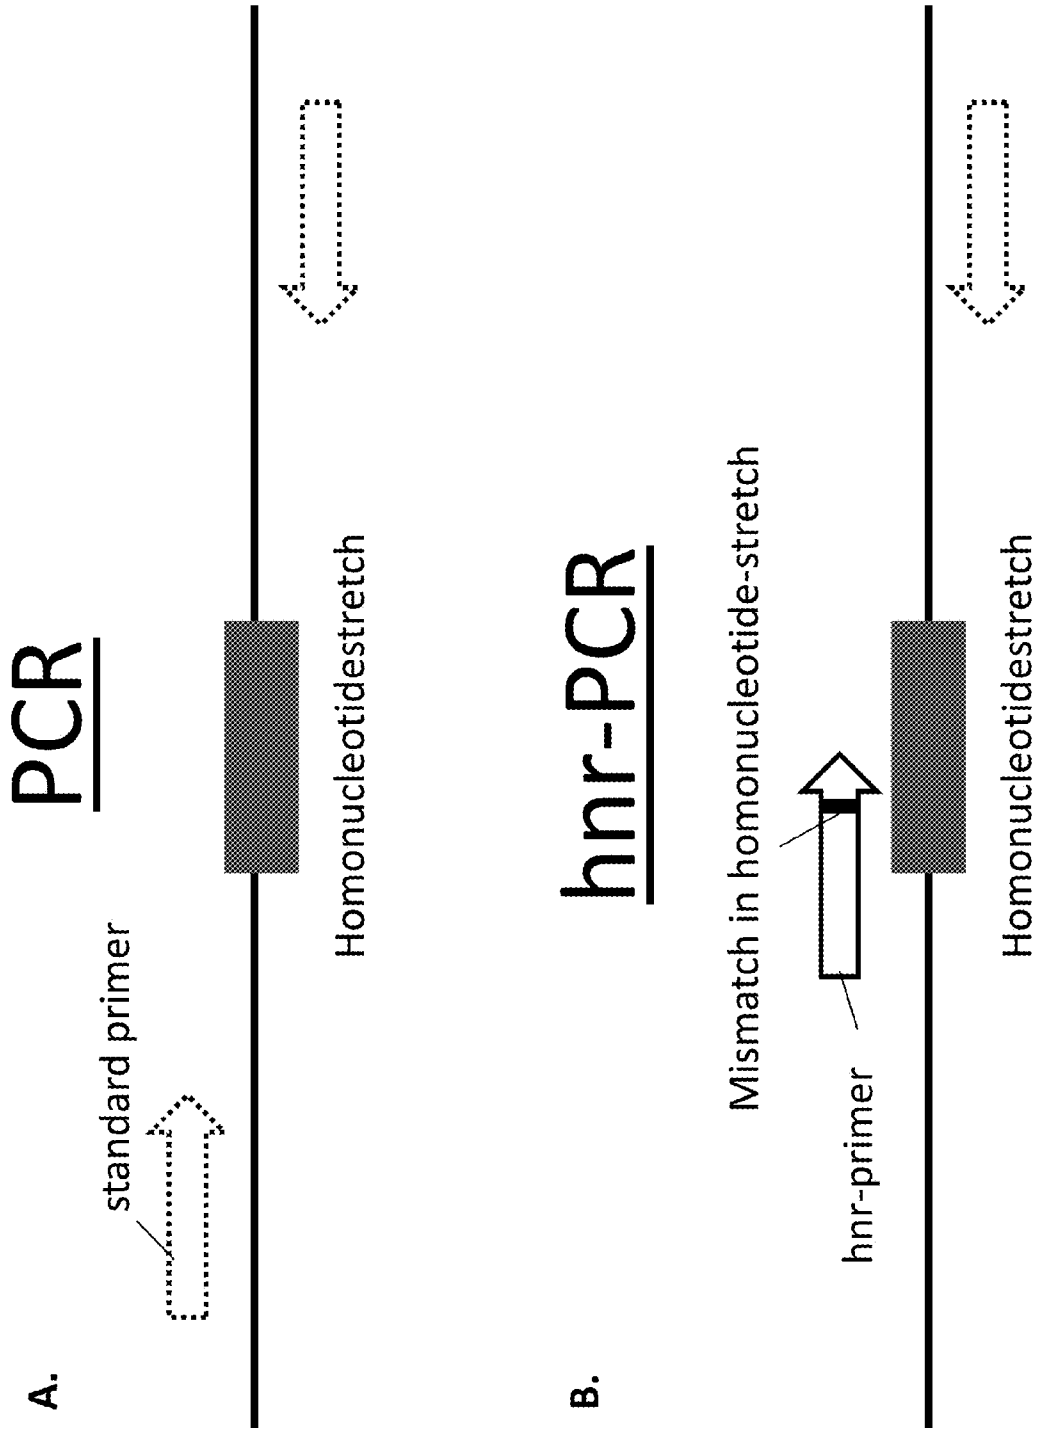 A.
PCR
standard primer
Homonucleotidestretch
B.
hnr-PCR
Mismatch in homonucleotide-stretch
hnr-primer
Homonucleotidestretch